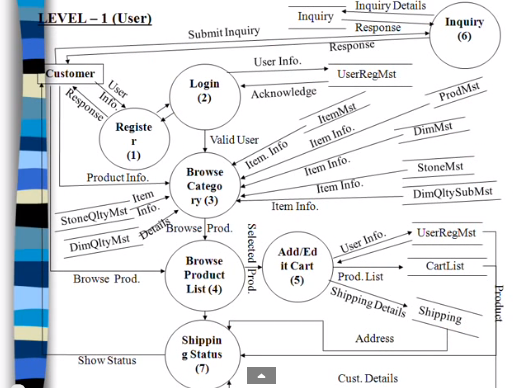 LEVEL – 1 (User)
Inquiry Details
Inquiry
Response
Inquiry
(6)
Submit Inquiry
Response
Customer
User
Info.
Response
Login
(2)
User Info.
UserRegMst
Acknowledge
Registe
r
(1)
Valid User
ItemMst
ProdMst
DimMst
StoneMst
DimQltySubMst
Item. Info
Item Info.
Item Info.
Item Info.
Item Info.
Product Info.
Browse
Catego
ry (3)
StoneQltyMst
Item
Info.
DimQltyMst
Details
Browse Prod.
Browse
Product
List (4)
Browse Prod.
Selected Prod.
Add/Ed
it Cart
(5)
User Info.
UserRegMst
Prod. List
CartList
Shipping Details
Shipping
Product
Shippin
g Status
(7)
Address
Show Status
Cust. Details